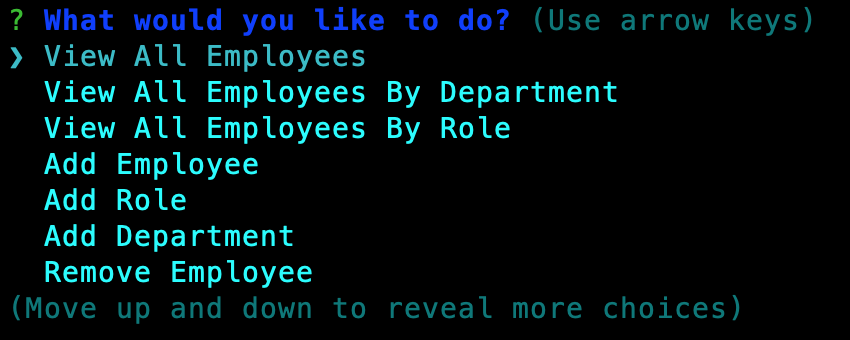 ? What would you like to do? (Use arrow keys)
❯ View All Employees
View All Employees By Department
View All Employees By Role
Add Employee
Add Role
Add Department
Remove Employee
(Move up and down to reveal more choices)